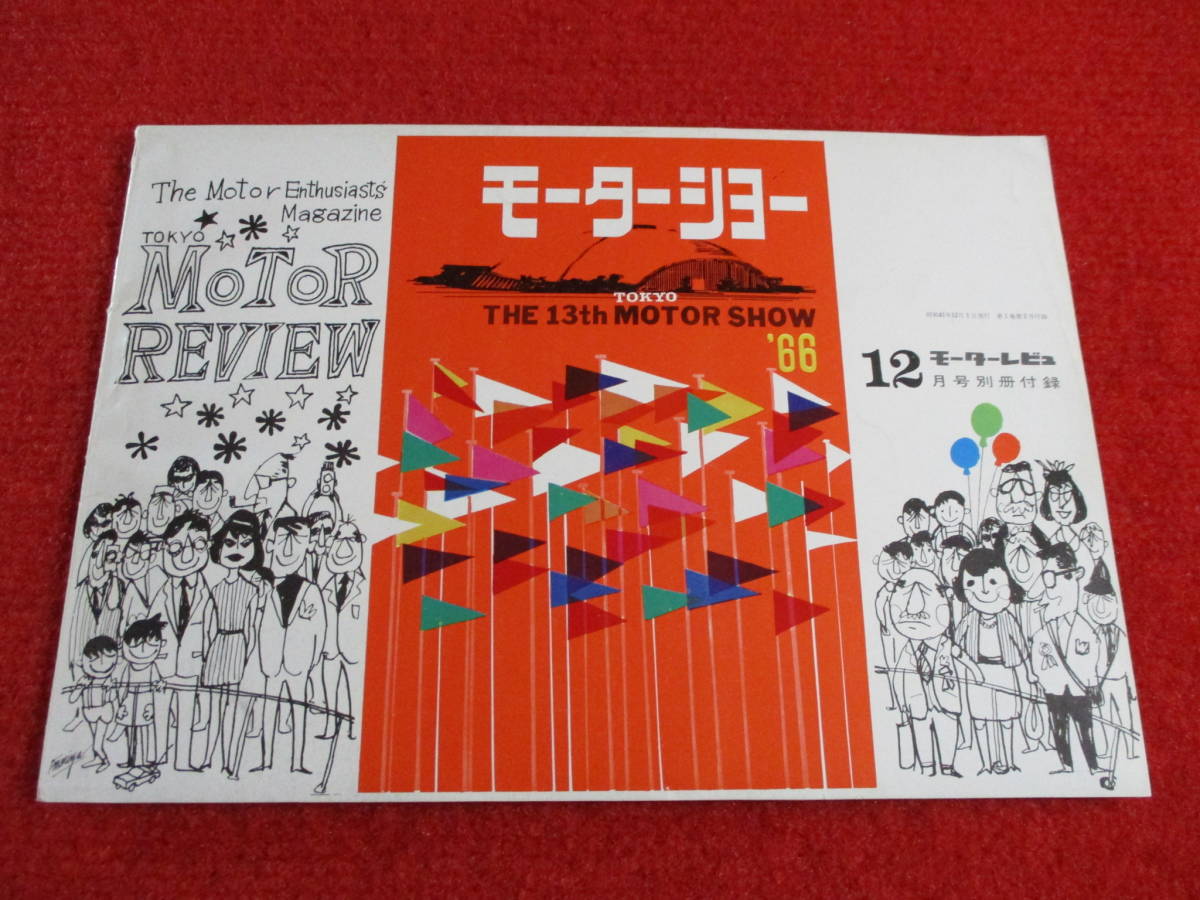 The Motor Enthusiasts'
Magazine
TOKYO
MOTOR
REVIEW
モーターショー
TOKYO
THE 13th MOTOR SHOW
'66
12 モーターレビュ
月号別冊付録